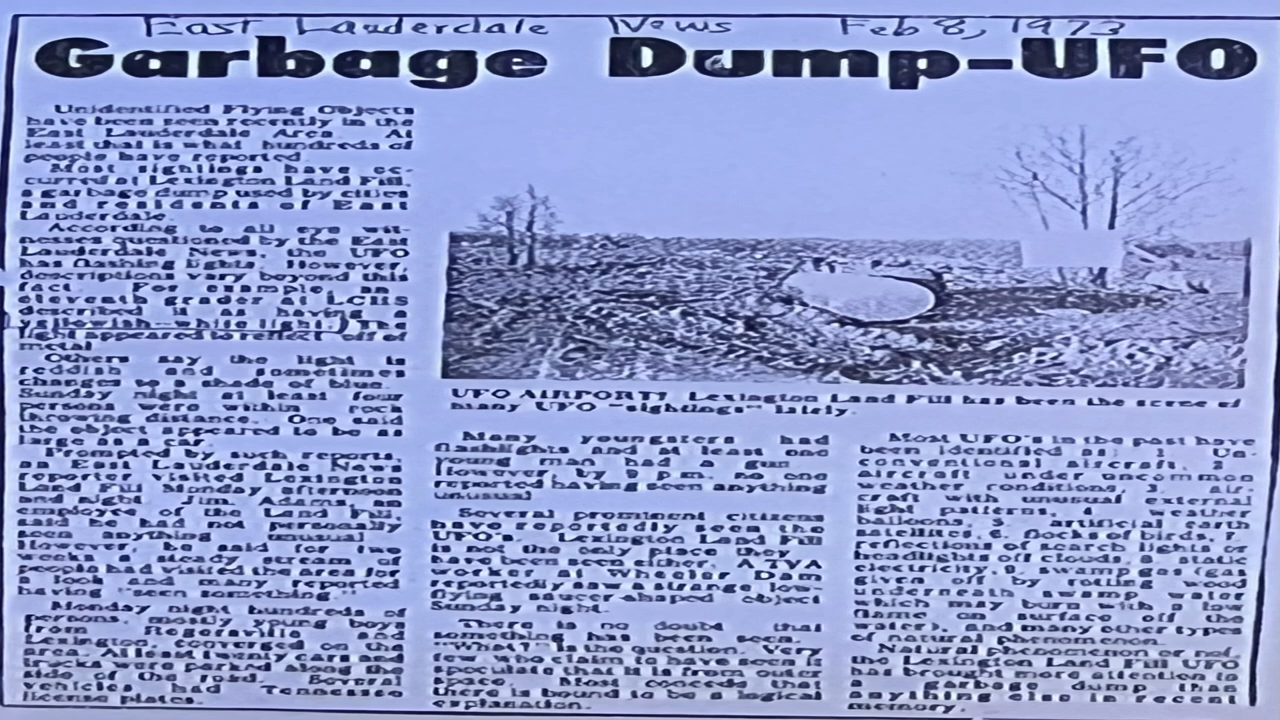 East Lauderdale News Feb 8, 1973
Garbage Dump-UFO
Unidentified Flying Objects
have been seen recently in the
East Lauderdale Area. At
least that is what hundreds of
people have reported.
Most sightings have oc-
curred at Lexington Land Fill,
a garbage dump used by cities
and residents of East
Lauderdale.
According to all eye wit-
nesses questioned by the East
Lauderdale News, the UFO
has flashing lights. However,
descriptions vary beyond this
fact. For example, an
eleventh grader at LCHS
described it as having a
yellowish-white light. The
light appeared to reflect off of
metal.
Others say the light is
reddish and sometimes
changes to a shade of blue.
Sunday night at least four
persons were within rock
throwing distance. One said
the object appeared to be as
large as a car.
Prompted by such reports,
an East Lauderdale News
reporter visited Lexington
Land Fill Monday afternoon
and night. Jim Adams, an
employee of the Land Fill
said he had not personally
seen anything unusual.
However, he said for two
weeks a steady stream of
people had visited the area for
a look and many reported
having "seen something."
Monday night hundreds of
persons, mostly young boys
from Rogersville and
Lexington converged on the
area. At least twenty cars and
trucks were parked along the
side of the road. Several
vehicles had Tennessee
license plates.
UFO AIRPORT? Lexington Land Fill has been the scene of
many UFO "sightings" lately.
Many youngsters had
flashlights and at least one
young man had a gun.
However, by 9 p.m. no one
reported having seen anything
unusual.
Several prominent citizens
have reportedly seen the
UFO's. Lexington Land Fill
is not the only place they
have been seen either. A TVA
worker at Wheeler Dam
reportedly saw a strange low-
flying saucer-shaped object
Sunday night.
There is no doubt that
something has been seen.
"What?" is the question. Very
few who claim to have seen it
speculate that it is from outer
space. Most concede that
there is bound to be a logical
explanation.
Most UFO's in the past have
been identified as: 1. Un-
conventional aircraft, 2.
aircraft under uncommon
weather conditions, 3. air-
craft with unusual external
light patterns, 4. weather
balloons, 5. artificial earth
satellites, 6. flocks of birds, 7.
reflections of search lights or
headlights off clouds, 8. static
electricity, 9. swamp gas (gas
given off by rotting wood
underneath swamp water
which may burn with a low
flame on surface off the
water), and many other types
of natural phenomenon.
Natural phenomenon or not,
the Lexington Land Fill UFO
has brought more attention to
a garbage dump than
anything else in recent
memory.